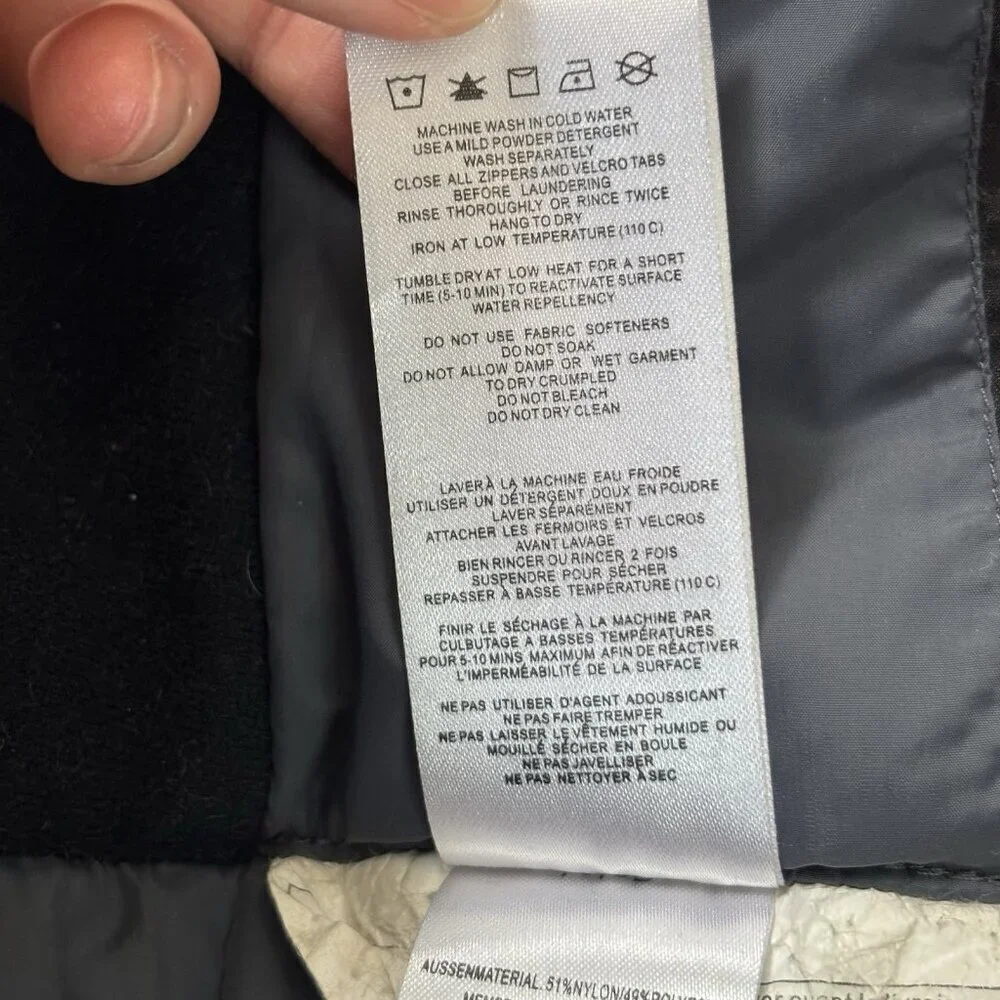 MACHINE WASH IN COLD WATER
USE A MILD POWDER DETERGENT
WASH SEPARATELY
CLOSE ALL ZIPPERS AND VELCRO TABS
BEFORE LAUNDERING
RINSE THOROUGHLY OR RINCE TWICE
HANG TO DRY
IRON AT LOW TEMPERATURE (110 C)
TUMBLE DRY AT LOW HEAT FOR A SHORT
TIME (5-10 MIN) TO REACTIVATE SURFACE
WATER REPELLENCY
DO NOT USE FABRIC SOFTENERS
DO NOT SOAK
DO NOT ALLOW DAMP OR WET GARMENT
TO DRY CRUMPLED
DO NOT BLEACH
DO NOT DRY CLEAN
LAVER À LA MACHINE EAU FROIDE
UTILISER UN DÉTERGENT DOUX EN POUDRE
LAVER SÉPARÉMENT
ATTACHER LES FERMOIRS ET VELCROS
AVANT LAVAGE
BIEN RINCER OU RINCER 2 FOIS
SUSPENDRE POUR SÉCHER
REPASSER À BASSE TEMPÉRATURE (110 C)
FINIR LE SÉCHAGE À LA MACHINE PAR
CULBUTAGE A BASSES TEMPÉRATURES
POUR 5-10 MINS MAXIMUM AFIN DE RÉACTIVER
L'IMPERMÉABILITÉ DE LA SURFACE
NE PAS UTILISER D'AGENT ADOUSSICANT
NE PAS FAIRE TREMPER
NE PAS LAISSER LE VÊTEMENT HUMIDE OU
MOUILLÉ SÉCHER EN BOULE
NE PAS JAVELLISER
NE PAS NETTOYER À SEC
AUSSENMATERIAL. 51%NYLON/49%